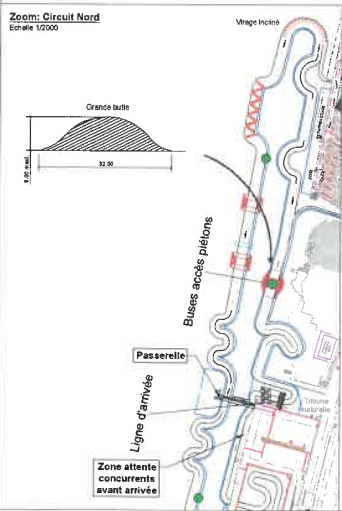 Zoom: Circuit Nord
Echelle 1/2000
Virage incliné
Grande butte
32.00
Buses accès piétons
Passerelle
Ligne d'arrivée
Tribune
naturelle
Zone attente
concurrents
avant arrivée